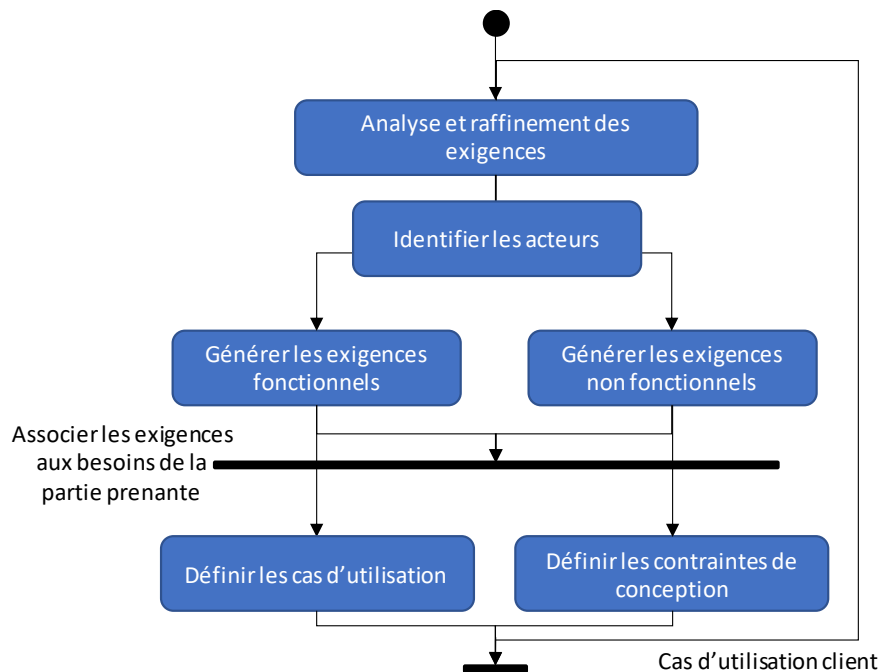 Analyse et raffinement des
exigences
Identifier les acteurs
Générer les exigences
fonctionnels
Générer les exigences
non fonctionnels
Associer les exigences
aux besoins de la
partie prenante
Définir les cas d’utilisation
Définir les contraintes de
conception
Cas d’utilisation client